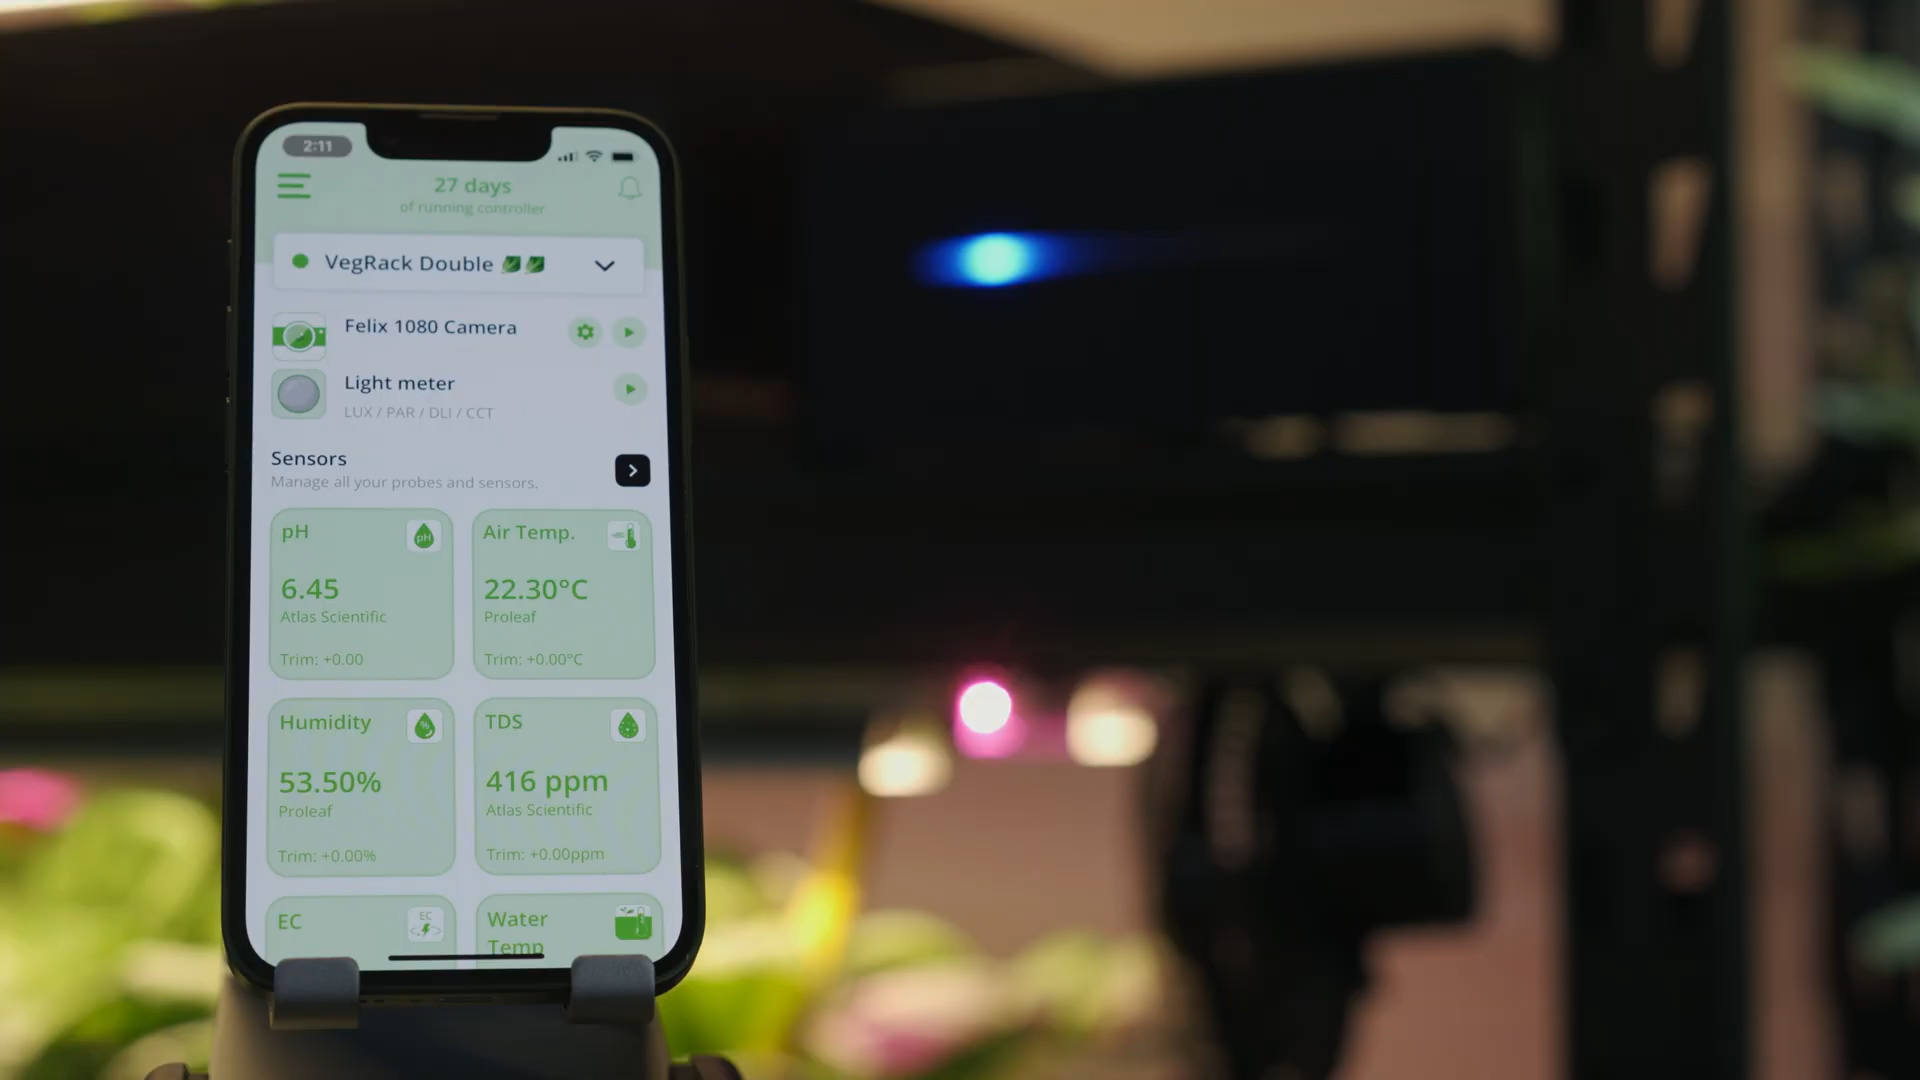 2:11
27 days
of running controller
VegRack Double
Felix 1080 Camera
Light meter
LUX / PAR / DLI / CCT
Sensors
Manage all your probes and sensors.
pH
pH
6.45
Atlas Scientific
Trim: +0.00
Air Temp.
22.30°C
Proleaf
Trim: +0.00°C
Humidity
%
53.50%
Proleaf
Trim: +0.00%
TDS
416 ppm
Atlas Scientific
Trim: +0.00ppm
EC
EC
Water
Temp